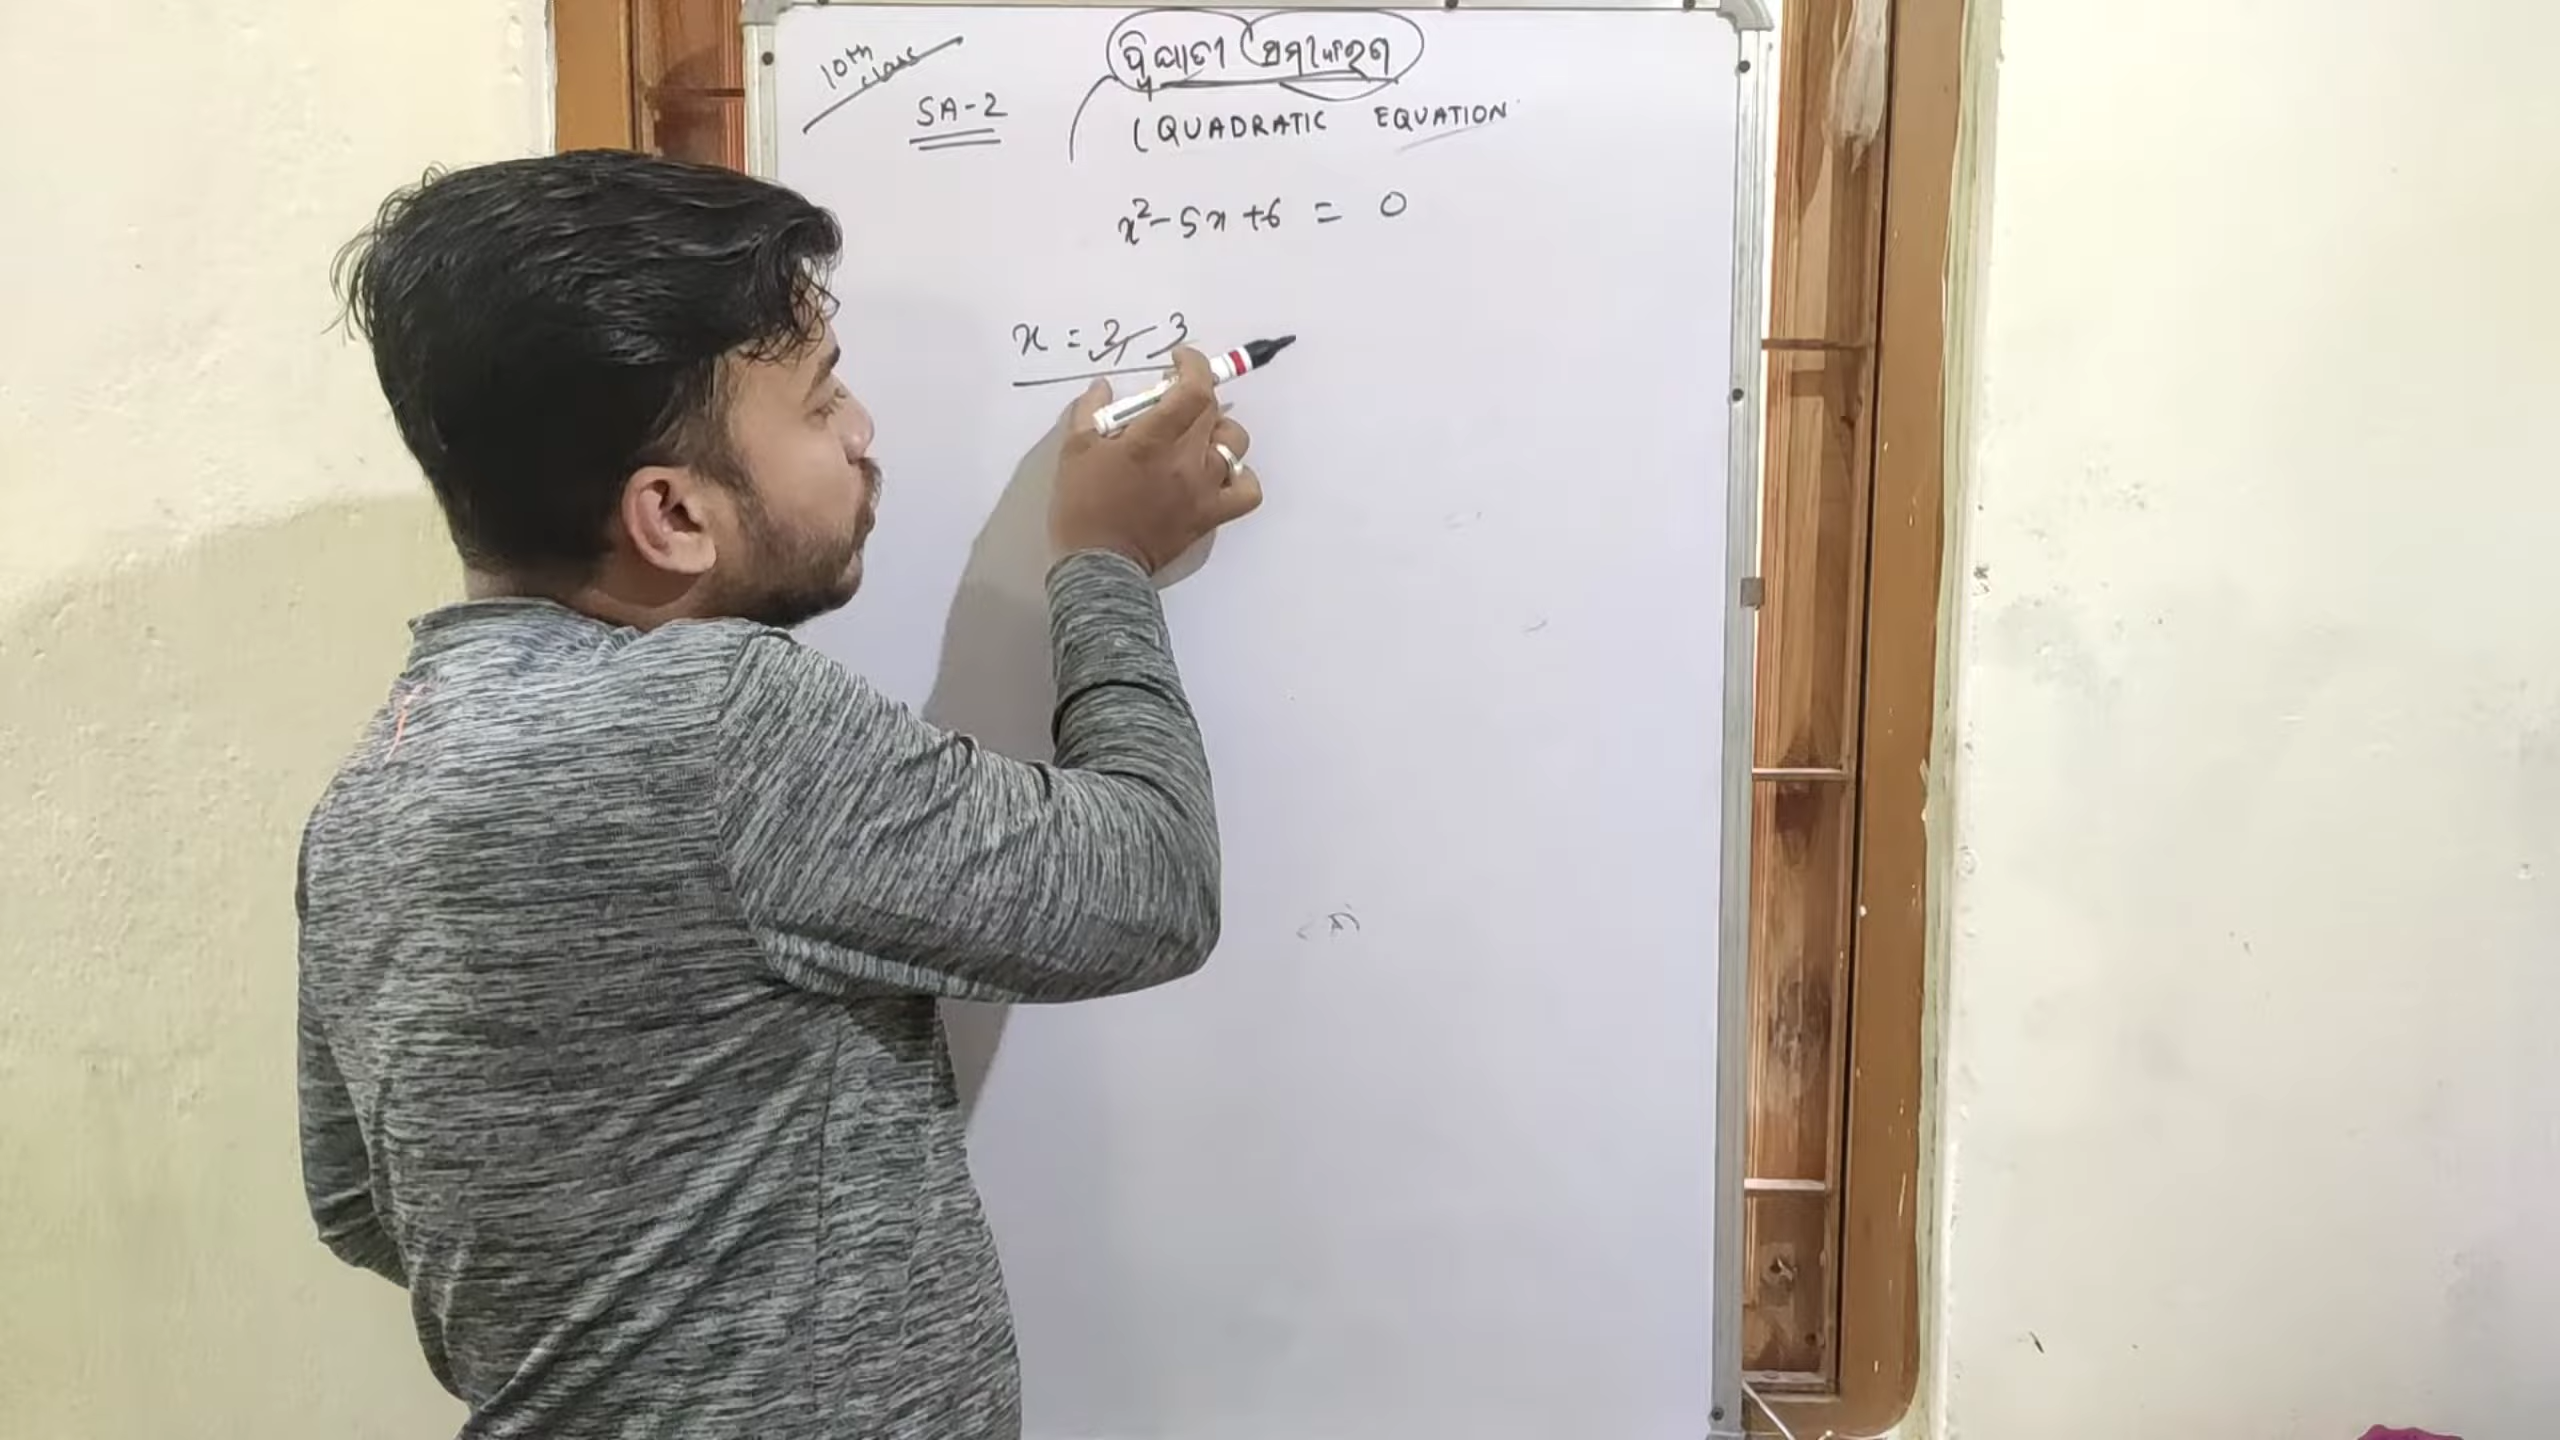 10th class
ଦ୍ୱିଘାତୀ ସମୀକରଣ
SA-2
(QUADRATIC EQUATION
x² - 5x + 6 = 0
x = 2, 3